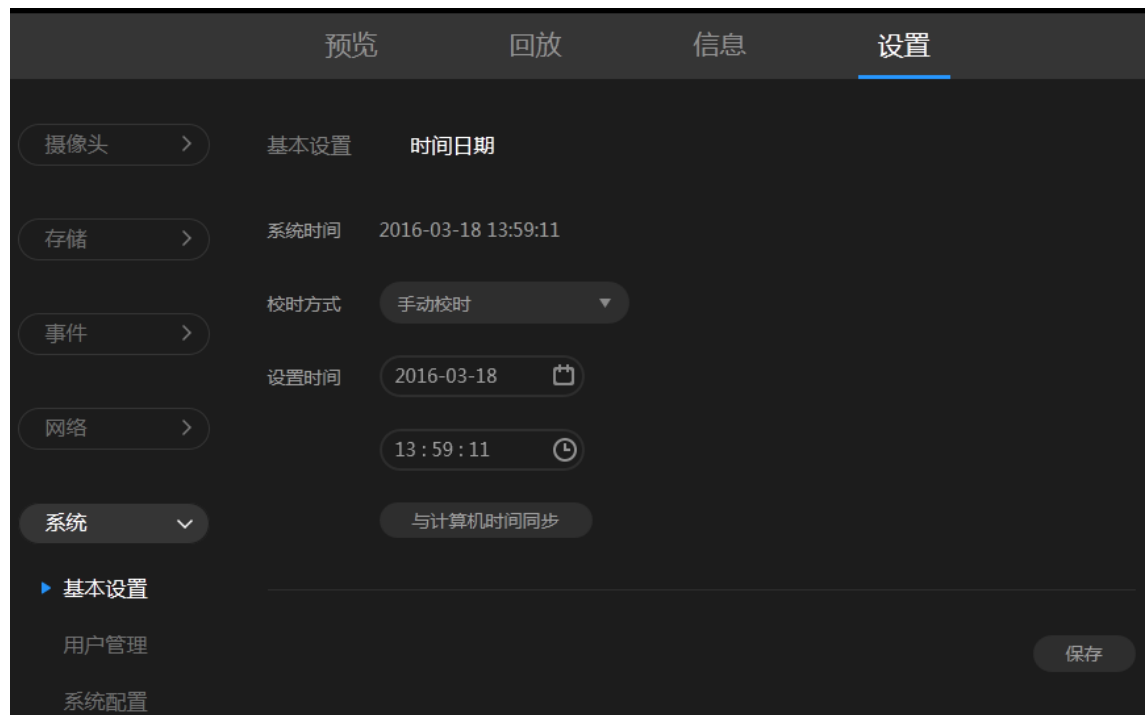 预览 回放 信息 设置
摄像头 基本设置 时间日期
存储 系统时间 2016-03-18 13:59:11
校时方式 手动校时
事件
设置时间 2016-03-18
网络
13 : 59 : 11
系统 与计算机时间同步
基本设置
用户管理
保存
系统配置